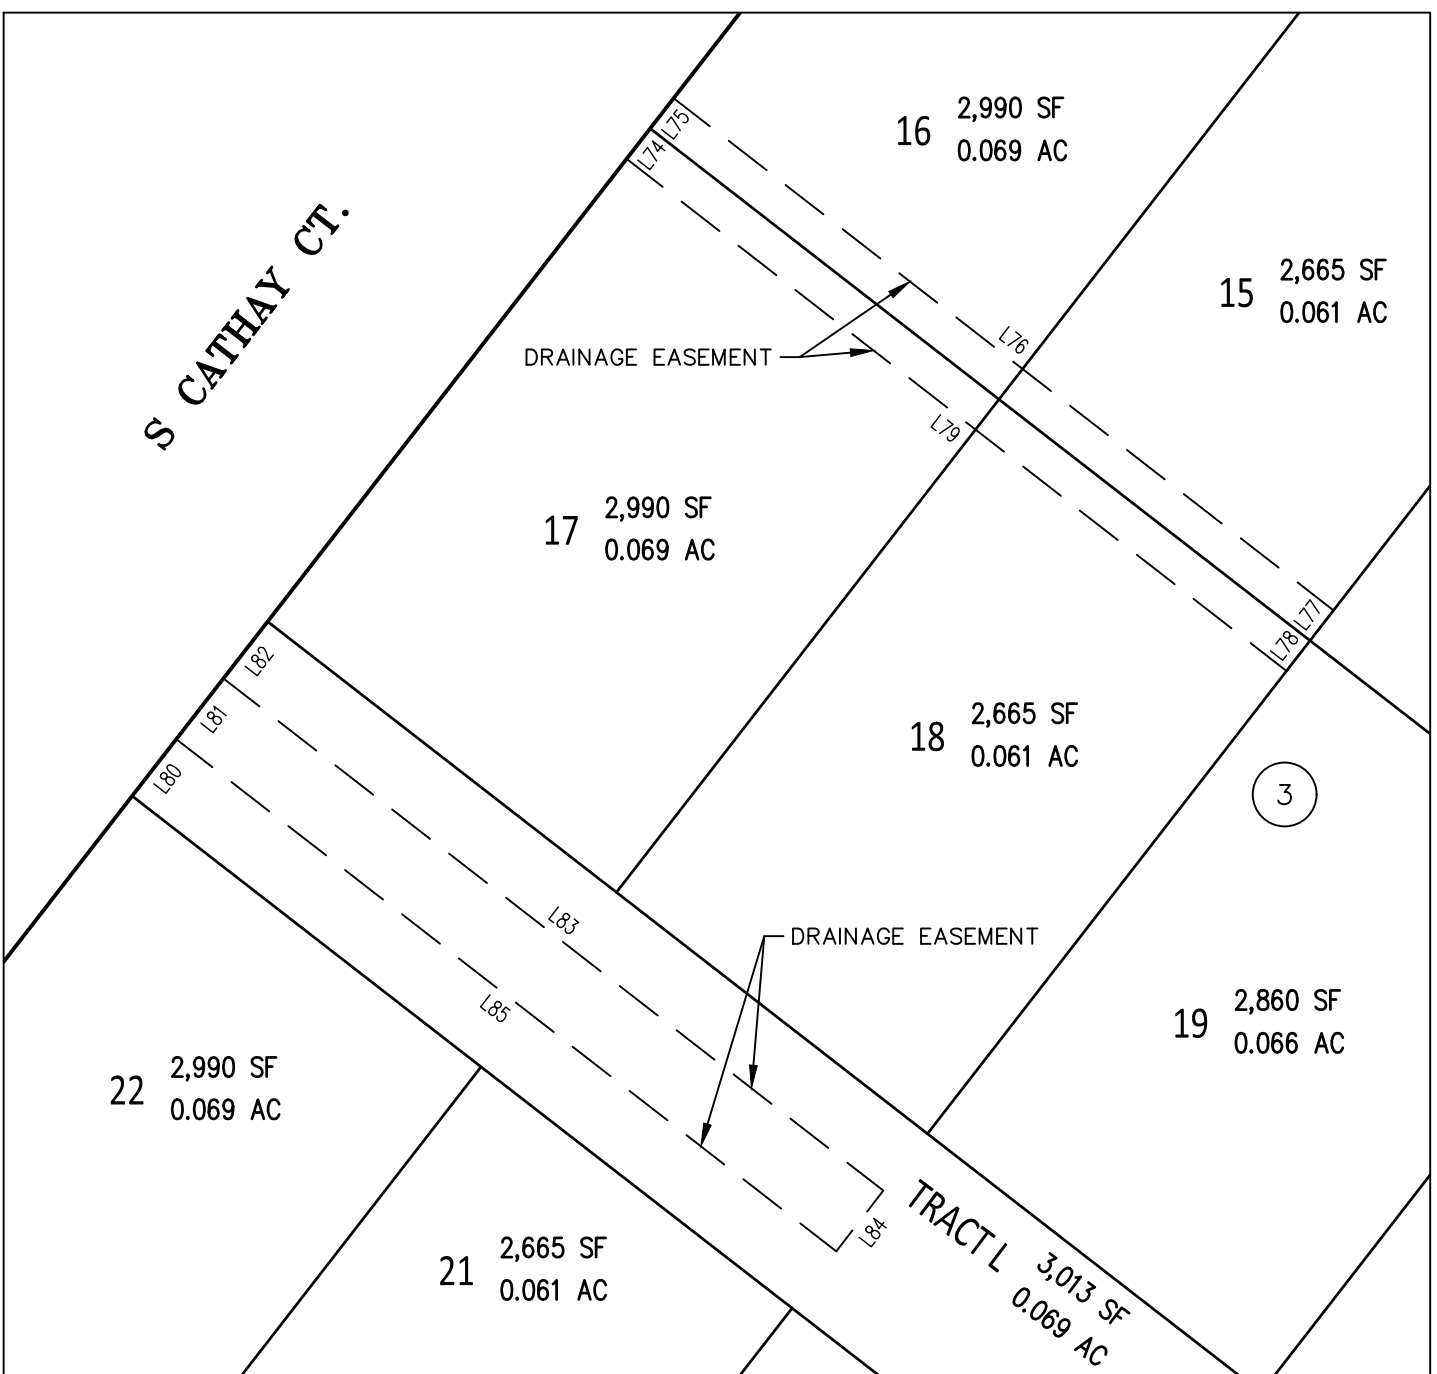 16 2,990 SF
0.069 AC
L75
L74
S CATHAY CT.
15 2,665 SF
0.061 AC
L76
DRAINAGE EASEMENT
L79
17 2,990 SF
0.069 AC
L77
L78
L82
L81
L80
18 2,665 SF
0.061 AC
3
L83
DRAINAGE EASEMENT
L85
19 2,860 SF
0.066 AC
22 2,990 SF
0.069 AC
L84
TRACT L 3,013 SF
0.069 AC
21 2,665 SF
0.061 AC